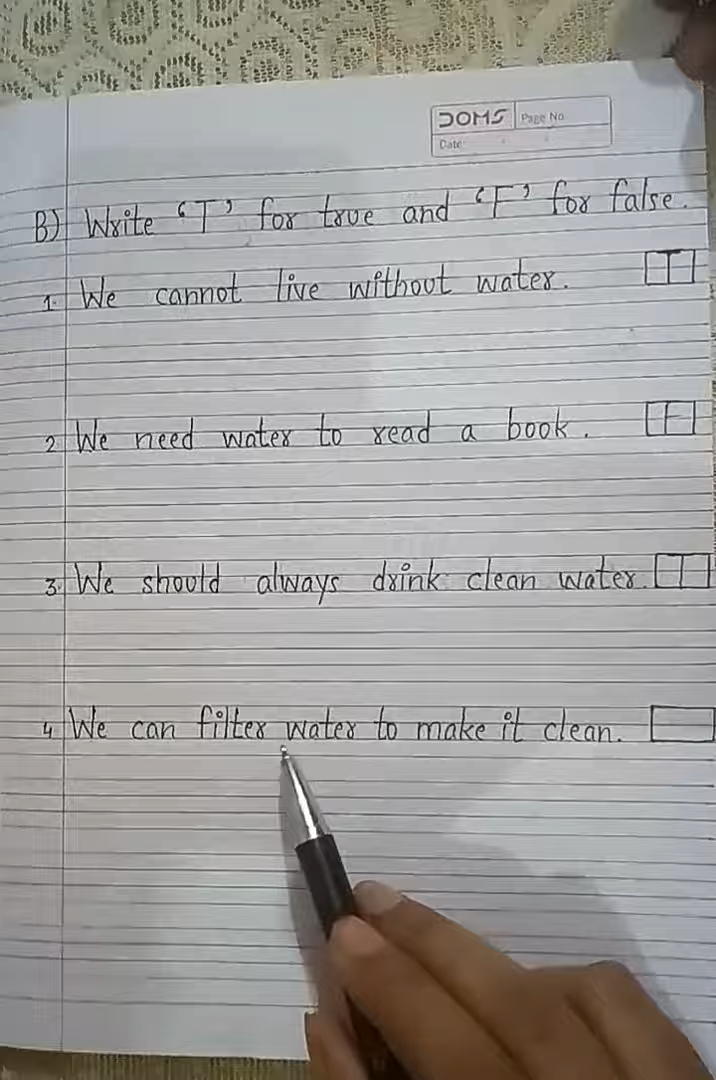 DOMS
Page No
Date:
B) Write 'T' for true and 'F' for false.
1. We cannot live without water. T
2. We need water to read a book. F
3. We should always drink clean water. T
4. We can filter water to make it clean.